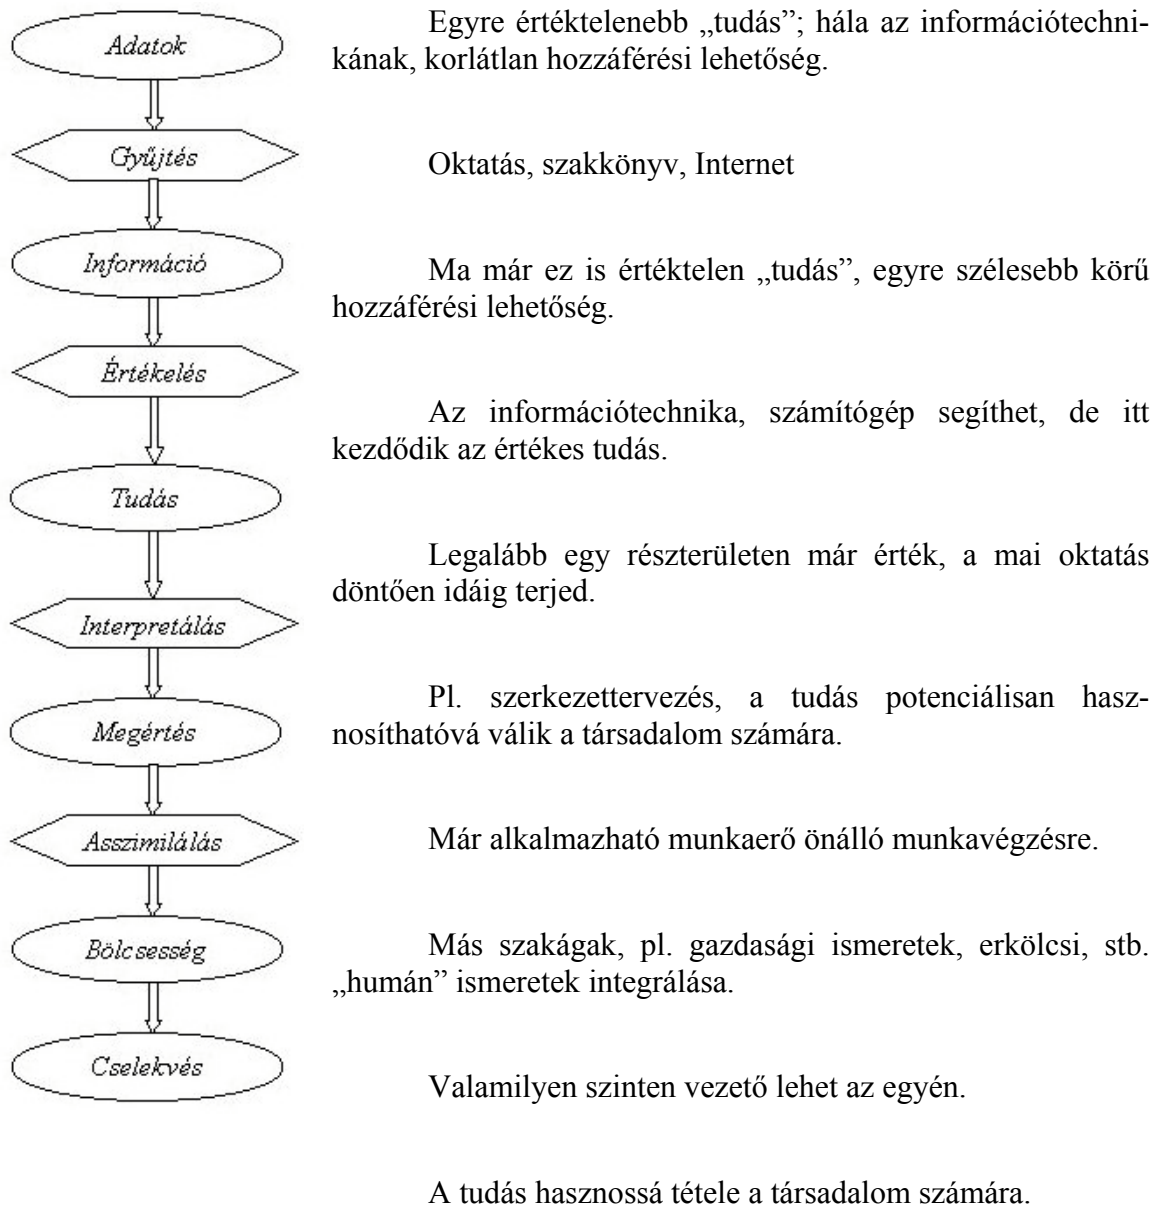 Adatok
Egyre értéktelenebb „tudás”; hála az információtechni-
kának, korlátlan hozzáférési lehetőség.
Gyűjtés
Oktatás, szakkönyv, Internet
Információ
Ma már ez is értéktelen „tudás”, egyre szélesebb körű
hozzáférési lehetőség.
Értékelés
Az információtechnika, számítógép segíthet, de itt
kezdődik az értékes tudás.
Tudás
Legalább egy részterületen már érték, a mai oktatás
döntően idáig terjed.
Interpretálás
Pl. szerkezettervezés, a tudás potenciálisan hasz-
nosíthatóvá válik a társadalom számára.
Megértés
Asszimilálás
Már alkalmazható munkaerő önálló munkavégzésre.
Bölcsesség
Más szakágak, pl. gazdasági ismeretek, erkölcsi, stb.
„humán” ismeretek integrálása.
Cselekvés
Valamilyen szinten vezető lehet az egyén.
A tudás hasznossá tétele a társadalom számára.